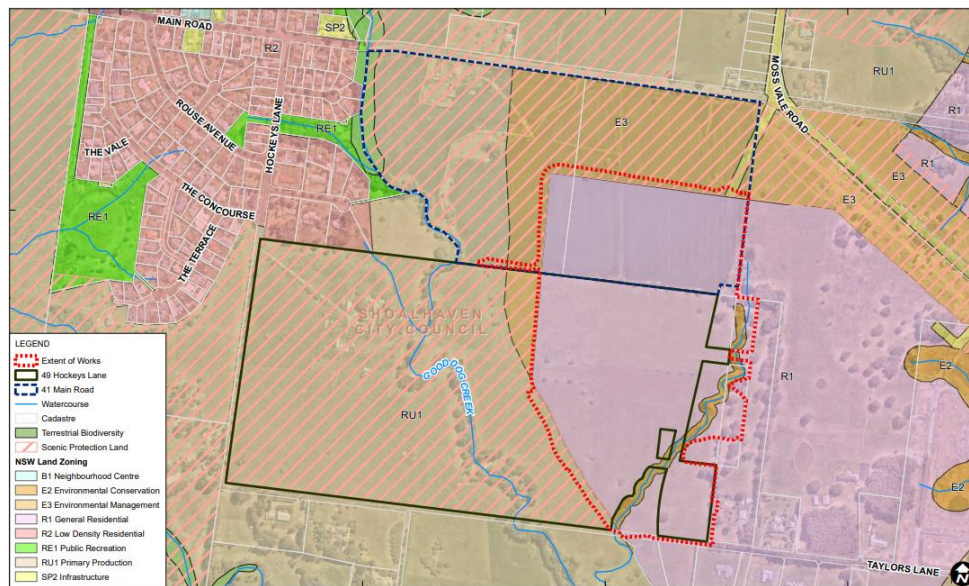 MAIN ROAD
SP2
R2
RU1
MOSS VALE ROAD
R1
E3
ROUSE AVENUE
HOCKEYS LANE
RE1
THE VALE
R1
E3
THE CONCOURSE
E3
RE1
THE TERRACE
SHOALHAVEN
CITY COUNCIL
GOOD DOG CREEK
RU1
R1
E2
E2
TAYLORS LANE
LEGEND
Extent of Works
49 Hockeys Lane
41 Main Road
Watercourse
Cadastre
Terrestrial Biodiversity
Scenic Protection Land
NSW Land Zoning
B1 Neighbourhood Centre
E2 Environmental Conservation
E3 Environmental Management
R1 General Residential
R2 Low Density Residential
RE1 Public Recreation
RU1 Primary Production
SP2 Infrastructure